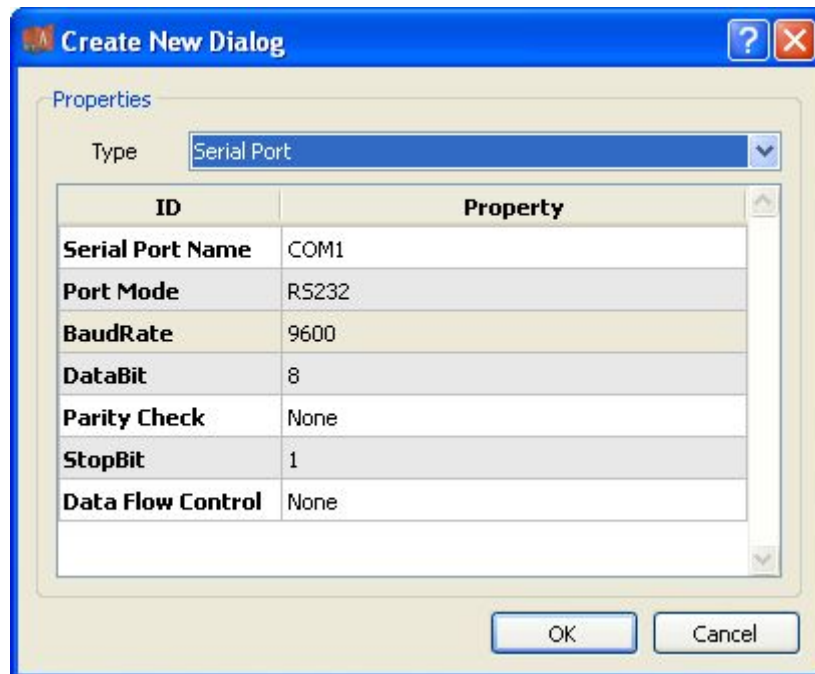 Create New Dialog
Properties
Type Serial Port
ID Property
Serial Port Name COM1
Port Mode RS232
BaudRate 9600
DataBit 8
Parity Check None
StopBit 1
Data Flow Control None
OK Cancel